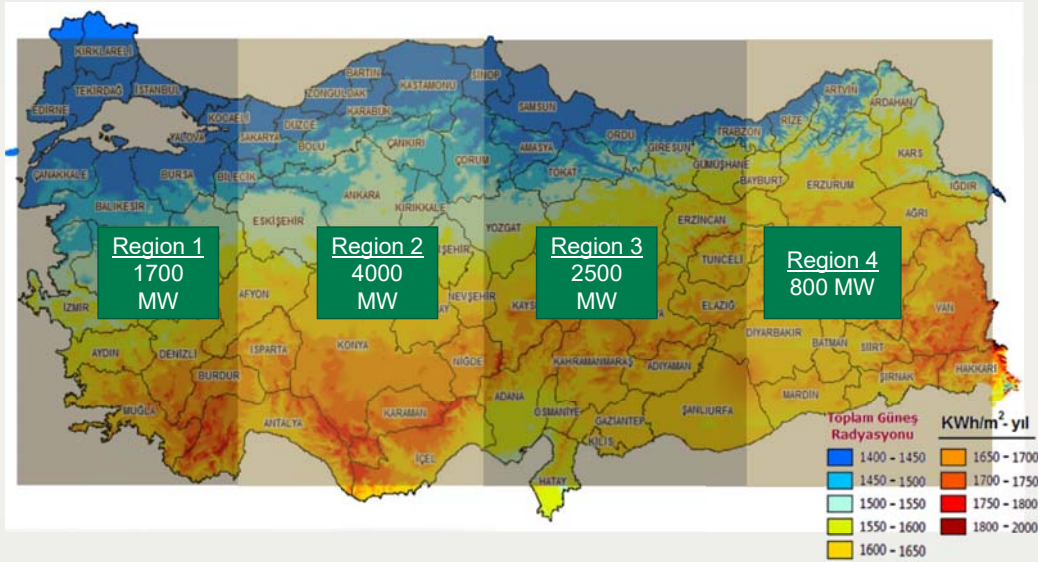 KIRKLARELİ
EDİRNE
TEKİRDAĞ
İSTANBUL
KOCAELİ
YALOVA
SAKARYA
DÜZCE
ZONGULDAK
BARTIN
KARABÜK
KASTAMONU
SİNOP
SAMSUN
ORDU
GİRESUN
TRABZON
RİZE
ARTVİN
ARDAHAN
KARS
IĞDIR
ÇANAKKALE
BURSA
BİLECİK
BOLU
ÇANKIRI
ÇORUM
AMASYA
TOKAT
GÜMÜŞHANE
BAYBURT
ERZURUM
AĞRI
BALIKESİR
ESKİŞEHİR
ANKARA
KIRIKKALE
YOZGAT
ERZİNCAN
TUNCELİ
Region 1
1700
MW
Region 2
4000
MW
Region 3
2500
MW
Region 4
800 MW
İZMİR
AFYON
EHİR
AY
NEVŞEHİR
KAYS
YA
ELAZIĞ
DİYARBAKIR
BATMAN
SİİRT
VAN
AYDIN
DENİZLİ
BURDUR
ISPARTA
KONYA
NİĞDE
KAHRAMANMARAŞ
ADIYAMAN
MARDİN
ŞIRNAK
HAKKARİ
MUĞLA
ANTALYA
KARAMAN
İÇEL
ADANA
OSMANİYE
GAZİANTEP
KİLİS
ŞANLIURFA
HATAY
Toplam Güneş
Radyasyonu
KWh/m²- yıl
1400 - 1450
1450 - 1500
1500 - 1550
1550 - 1600
1600 - 1650
1650 - 1700
1700 - 1750
1750 - 1800
1800 - 2000